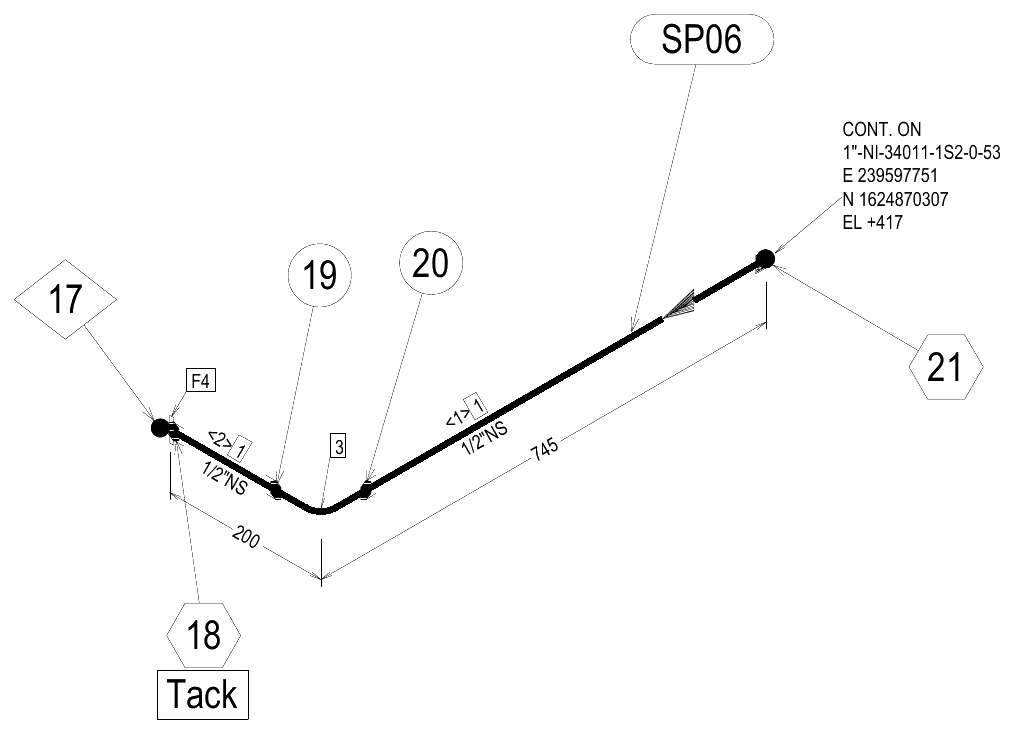 SP06
CONT. ON
1"-NI-34011-1S2-0-53
E 239597751
N 1624870307
EL +417
19
20
17
21
F4
<1> 1
1/2"NS
<2> 1
1/2"NS
3
745
200
18
Tack